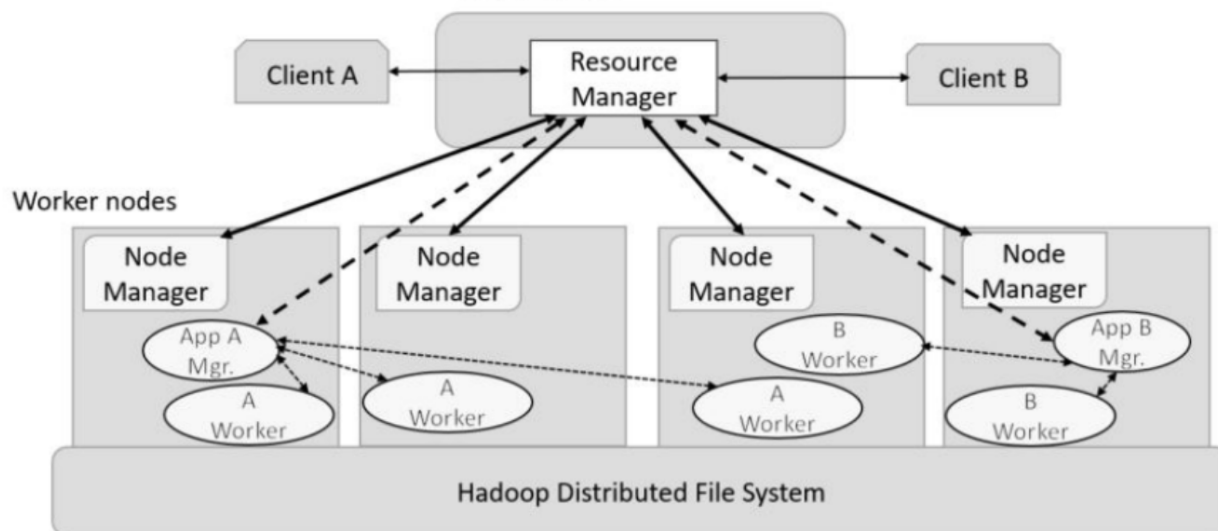 Client A
Resource
Manager
Client B
Worker nodes
Node
Manager
Node
Manager
Node
Manager
Node
Manager
App A
Mgr.
B
Worker
App B
Mgr.
A
Worker
A
Worker
A
Worker
B
Worker
Hadoop Distributed File System